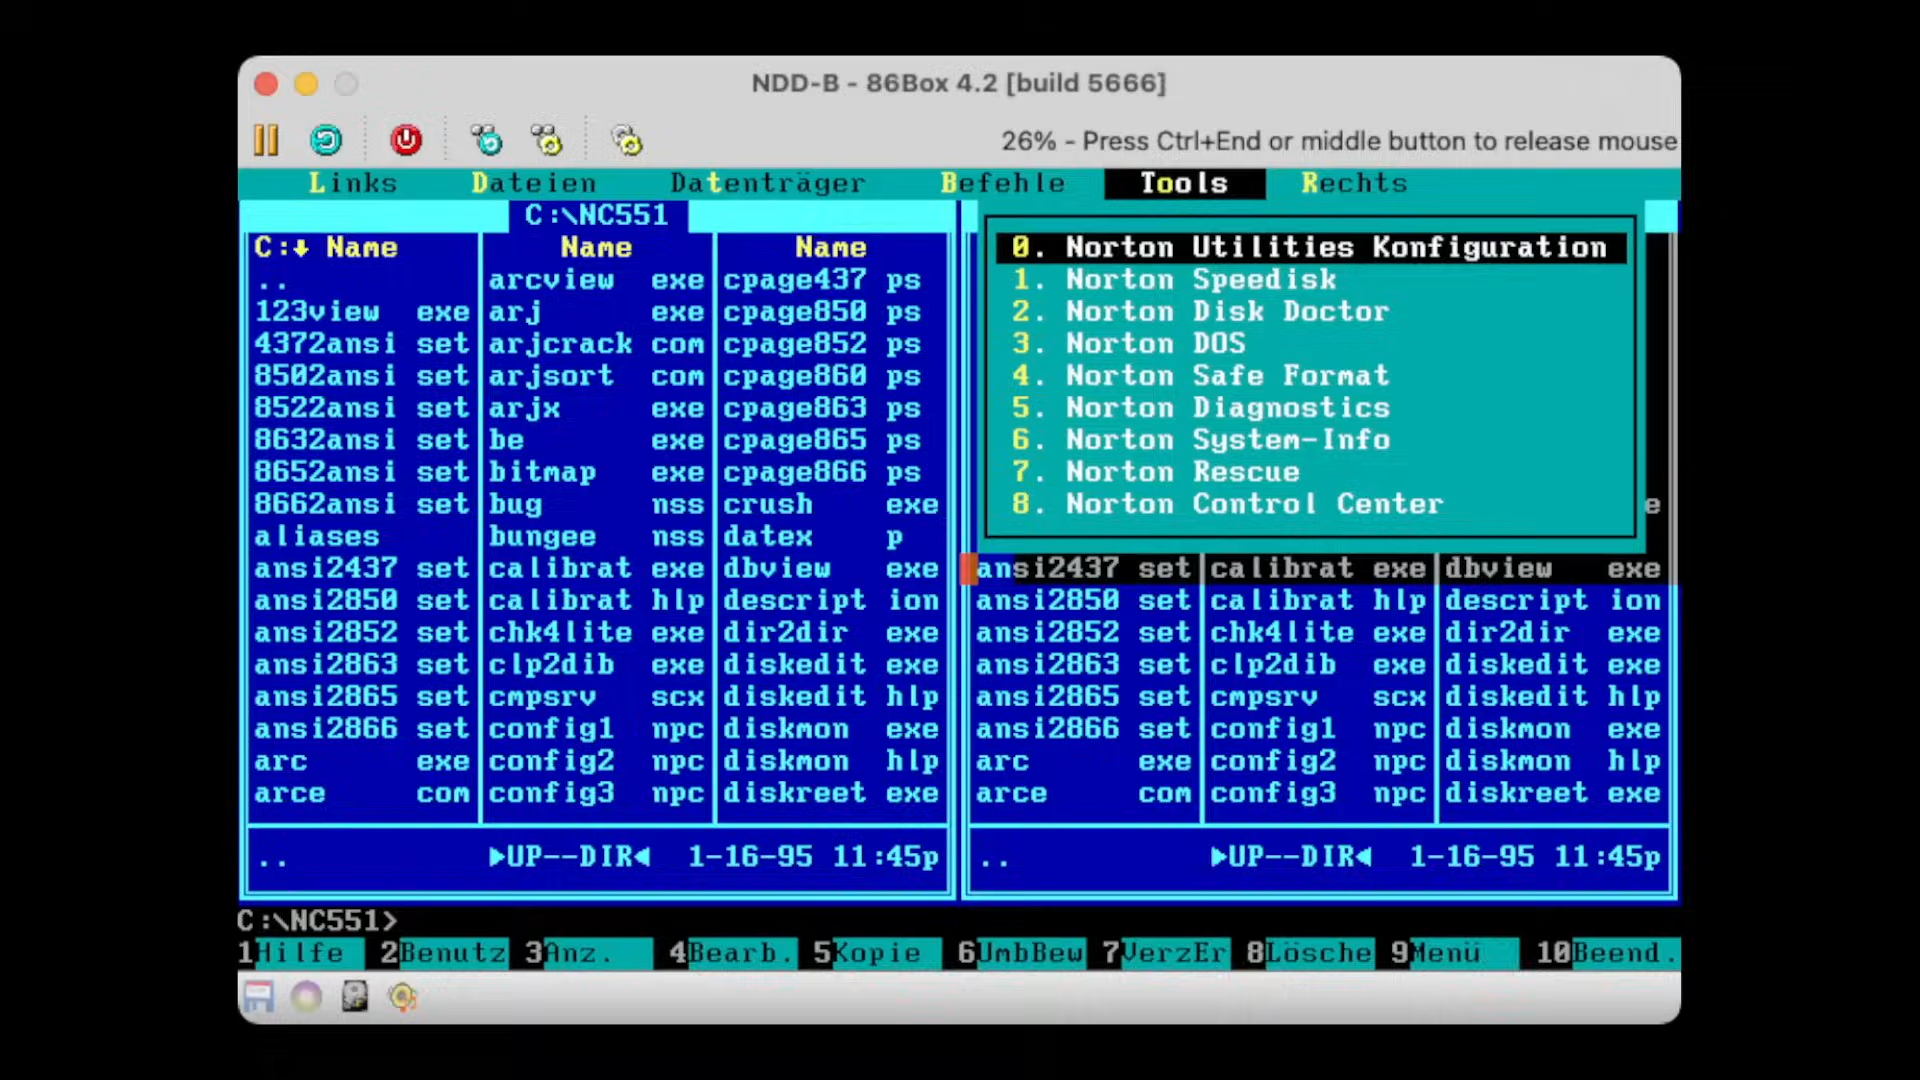 NDD-B - 86Box 4.2 [build 5666]
26% - Press Ctrl+End or middle button to release mouse
Links Dateien Datenträger Befehle Tools Rechts
C:\NC551
C:↓ Name Name Name
.. arcview exe cpage437 ps
123view exe arj exe cpage850 ps
4372ansi set arjcrack com cpage852 ps
8502ansi set arjsort com cpage860 ps
8522ansi set arjx exe cpage863 ps
8632ansi set be exe cpage865 ps
8652ansi set bitmap exe cpage866 ps
8662ansi set bug nss crush exe
aliases bungee nss datex p
ansi2437 set calibrat exe dbview exe
ansi2850 set calibrat hlp descript ion
ansi2852 set chk4lite exe dir2dir exe
ansi2863 set clp2dib exe diskedit exe
ansi2865 set cmpsrv scx diskedit hlp
ansi2866 set config1 npc diskmon exe
arc exe config2 npc diskmon hlp
arce com config3 npc diskreet exe
.. ►UP--DIR◄ 1-16-95 11:45p
0. Norton Utilities Konfiguration
1. Norton Speedisk
2. Norton Disk Doctor
3. Norton DOS
4. Norton Safe Format
5. Norton Diagnostics
6. Norton System-Info
7. Norton Rescue
8. Norton Control Center
e
ansi2437 set calibrat exe dbview exe
ansi2850 set calibrat hlp descript ion
ansi2852 set chk4lite exe dir2dir exe
ansi2863 set clp2dib exe diskedit exe
ansi2865 set cmpsrv scx diskedit hlp
ansi2866 set config1 npc diskmon exe
arc exe config2 npc diskmon hlp
arce com config3 npc diskreet exe
.. ►UP--DIR◄ 1-16-95 11:45p
C:\NC551>
1Hilfe 2Benutz 3Anz. 4Bearb. 5Kopie 6UmbBew 7VerzEr 8Lösche 9Menü 10Beend.